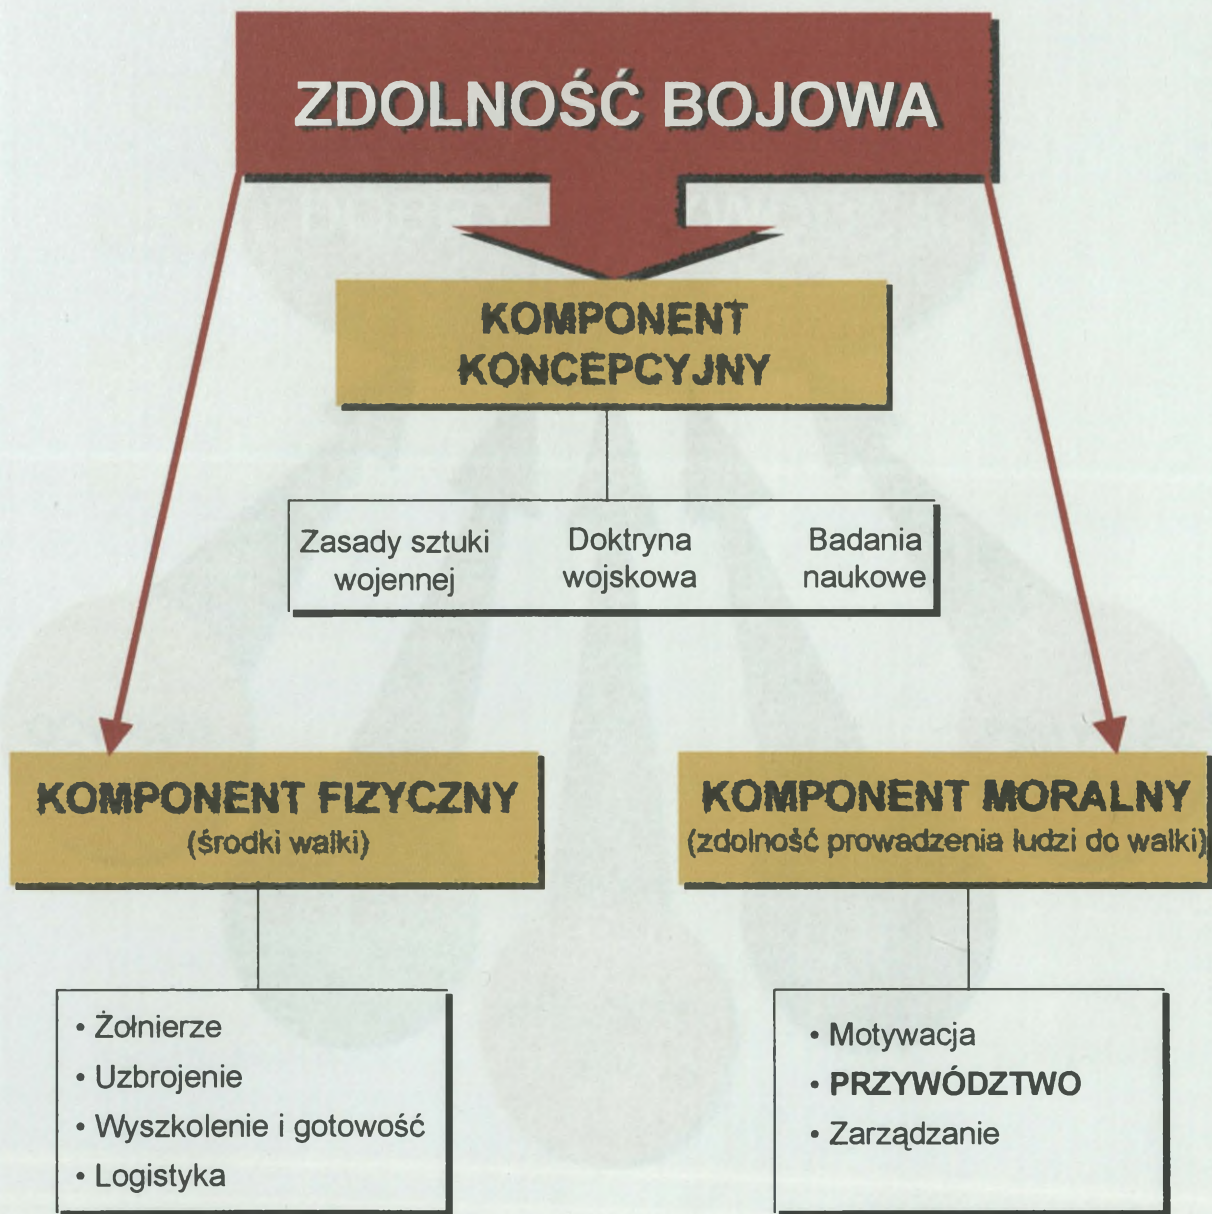 ZDOLNOŚĆ BOJOWA
KOMPONENT
KONCEPCYJNY
Zasady sztuki
wojennej
Doktryna
wojskowa
Badania
naukowe
KOMPONENT FIZYCZNY
(środki walki)
• Żołnierze
• Uzbrojenie
• Wyszkolenie i gotowość
• Logistyka
KOMPONENT MORALNY
(zdolność prowadzenia ludzi do walki)
• Motywacja
• PRZYWÓDZTWO
• Zarządzanie